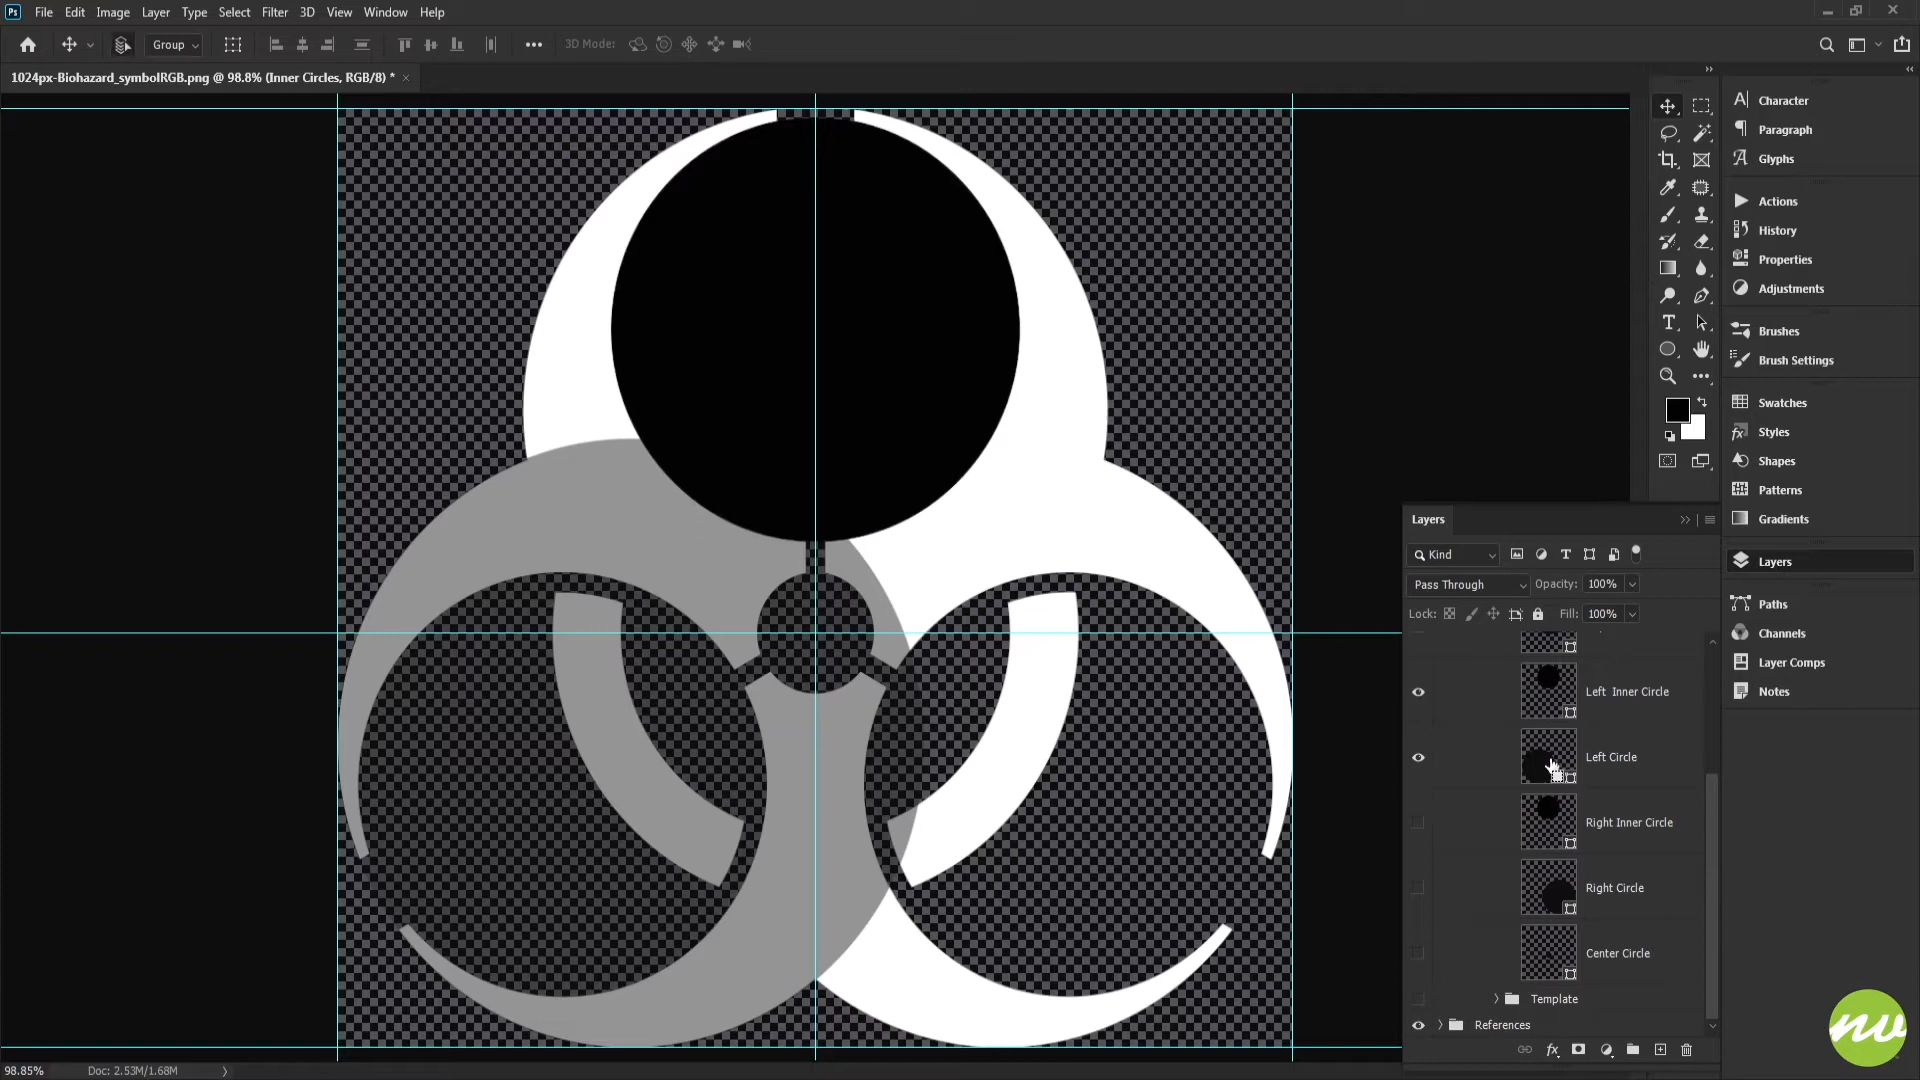 Ps File Edit Image Layer Type Select Filter 3D View Window Help
Group 3D Mode:
1024px-Biohazard_symbolRGB.png @ 98.8% (Inner Circles, RGB/8) *
Character
Paragraph
Glyphs
Actions
History
Properties
Adjustments
Brushes
Brush Settings
Swatches
Styles
Shapes
Patterns
Gradients
Layers
Paths
Channels
Layer Comps
Notes
Layers
Kind
Pass Through Opacity: 100%
Lock: Fill: 100%
Left Inner Circle
Left Circle
Right Inner Circle
Right Circle
Center Circle
Template
References
fx
nv
98.85% Doc: 2.53M/1.68M